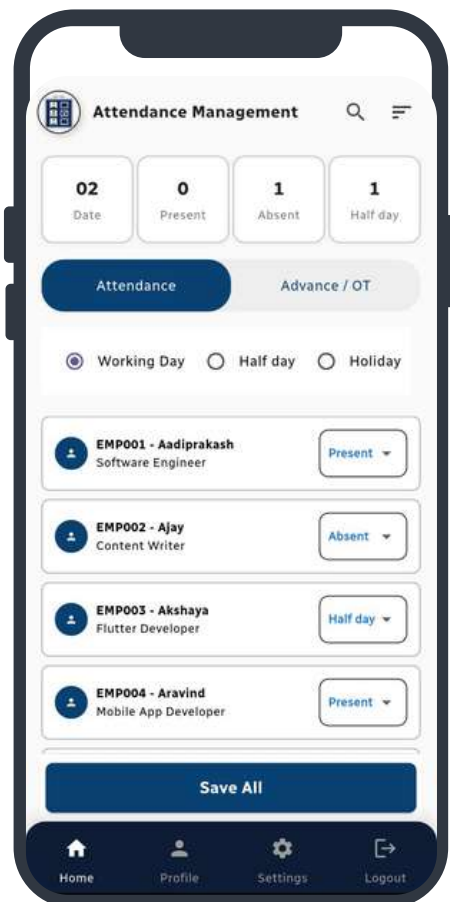 Attendance Management
02
Date
0
Present
1
Absent
1
Half day
Attendance
Advance / OT
Working Day
Half day
Holiday
EMP001 - Aadiprakash
Software Engineer
Present
EMP002 - Ajay
Content Writer
Absent
EMP003 - Akshaya
Flutter Developer
Half day
EMP004 - Aravind
Mobile App Developer
Present
Save All
Home
Profile
Settings
Logout